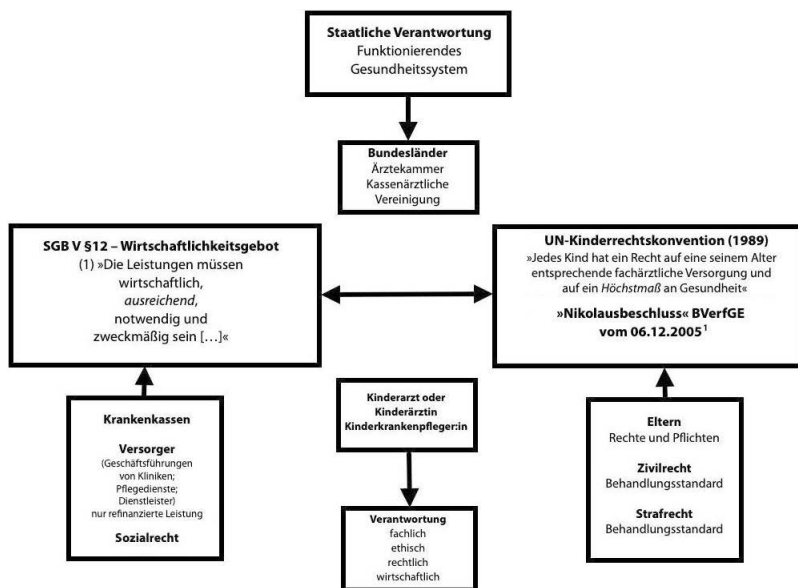 Staatliche Verantwortung
Funktionierendes
Gesundheitssystem
Bundesländer
Ärztekammer
Kassenärztliche
Vereinigung
SGB V §12 – Wirtschaftlichkeitsgebot
(1) »Die Leistungen müssen
wirtschaftlich,
ausreichend,
notwendig und
zweckmäßig sein […]«
UN-Kinderrechtskonvention (1989)
»Jedes Kind hat ein Recht auf eine seinem Alter
entsprechende fachärztliche Versorgung und
auf ein Höchstmaß an Gesundheit«
»Nikolausbeschluss« BVerfGE
vom 06.12.2005¹
Krankenkassen
Versorger
(Geschäftsführungen
von Kliniken;
Pflegedienste;
Dienstleister)
nur refinanzierte Leistung
Sozialrecht
Kinderarzt oder
Kinderärztin
Kinderkrankenpfleger:in
Verantwortung
fachlich
ethisch
rechtlich
wirtschaftlich
Eltern
Rechte und Pflichten
Zivilrecht
Behandlungsstandard
Strafrecht
Behandlungsstandard